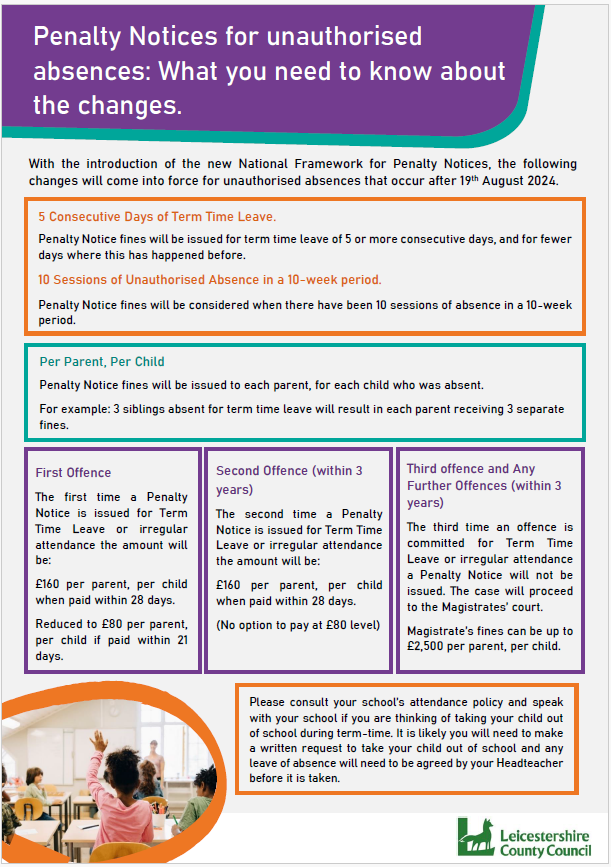 Penalty Notices for unauthorised
absences: What you need to know about
the changes.
With the introduction of the new National Framework for Penalty Notices, the following
changes will come into force for unauthorised absences that occur after 19th August 2024.
5 Consecutive Days of Term Time Leave.
Penalty Notice fines will be issued for term time leave of 5 or more consecutive days, and for fewer
days where this has happened before.
10 Sessions of Unauthorised Absence in a 10-week period.
Penalty Notice fines will be considered when there have been 10 sessions of absence in a 10-week
period.
Per Parent, Per Child
Penalty Notice fines will be issued to each parent, for each child who was absent.
For example: 3 siblings absent for term time leave will result in each parent receiving 3 separate
fines.
First Offence
The first time a Penalty
Notice is issued for Term
Time Leave or irregular
attendance the amount will
be:
£160 per parent, per child
when paid within 28 days.
Reduced to £80 per parent,
per child if paid within 21
days.
Second Offence (within 3
years)
The second time a Penalty
Notice is issued for Term Time
Leave or irregular attendance
the amount will be:
£160 per parent, per child
when paid within 28 days.
(No option to pay at £80 level)
Third offence and Any
Further Offences (within 3
years)
The third time an offence is
committed for Term Time
Leave or irregular attendance
a Penalty Notice will not be
issued. The case will proceed
to the Magistrates' court.
Magistrate's fines can be up to
£2,500 per parent, per child.
Please consult your school's attendance policy and speak
with your school if you are thinking of taking your child out
of school during term-time. It is likely you will need to make
a written request to take your child out of school and any
leave of absence will need to be agreed by your Headteacher
before it is taken.
Leicestershire
County Council